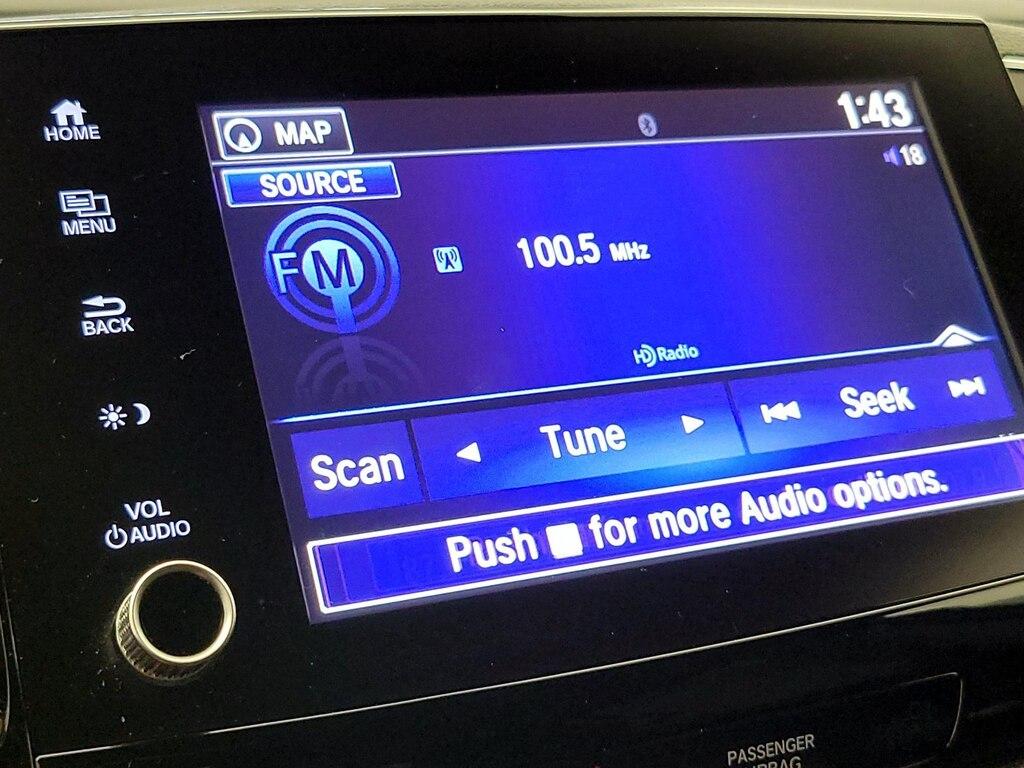 HOME
MENU
BACK
VOL
AUDIO
MAP
1:43
SOURCE
18
FM
100.5 MHz
HD Radio
Scan
Tune
Seek
Push for more Audio options.
PASSENGER